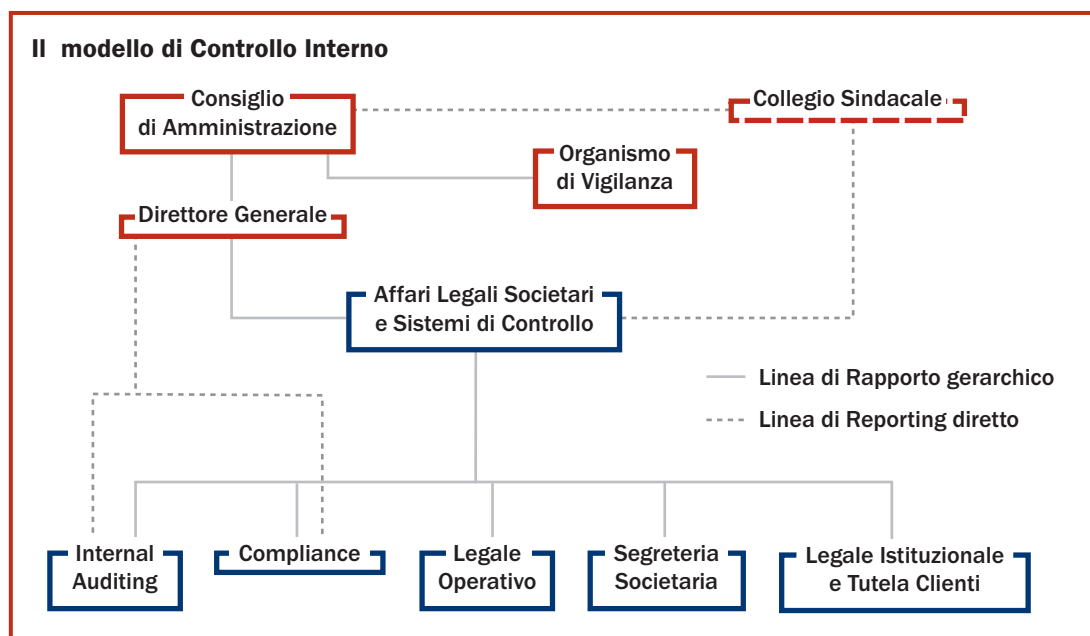 Il modello di Controllo Interno
Consiglio
di Amministrazione
Collegio Sindacale
Organismo
di Vigilanza
Direttore Generale
Affari Legali Societari
e Sistemi di Controllo
Linea di Rapporto gerarchico
Linea di Reporting diretto
Internal
Auditing
Compliance
Legale
Operativo
Segreteria
Societaria
Legale Istituzionale
e Tutela Clienti